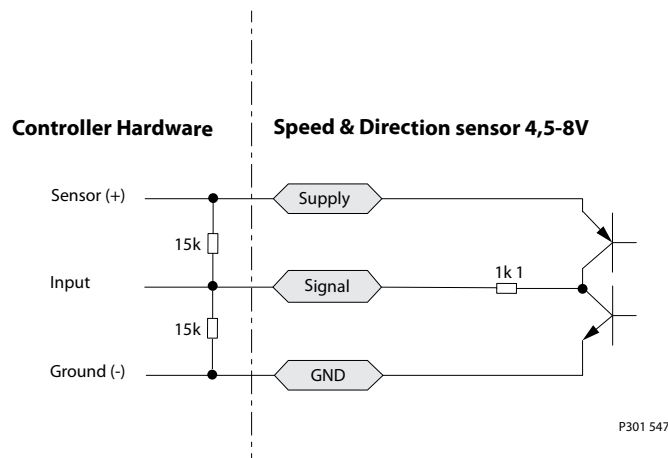 Controller Hardware
Speed & Direction sensor 4,5-8V
Sensor (+)
Supply
15k
Input
Signal
1k 1
15k
Ground (-)
GND
P301 547